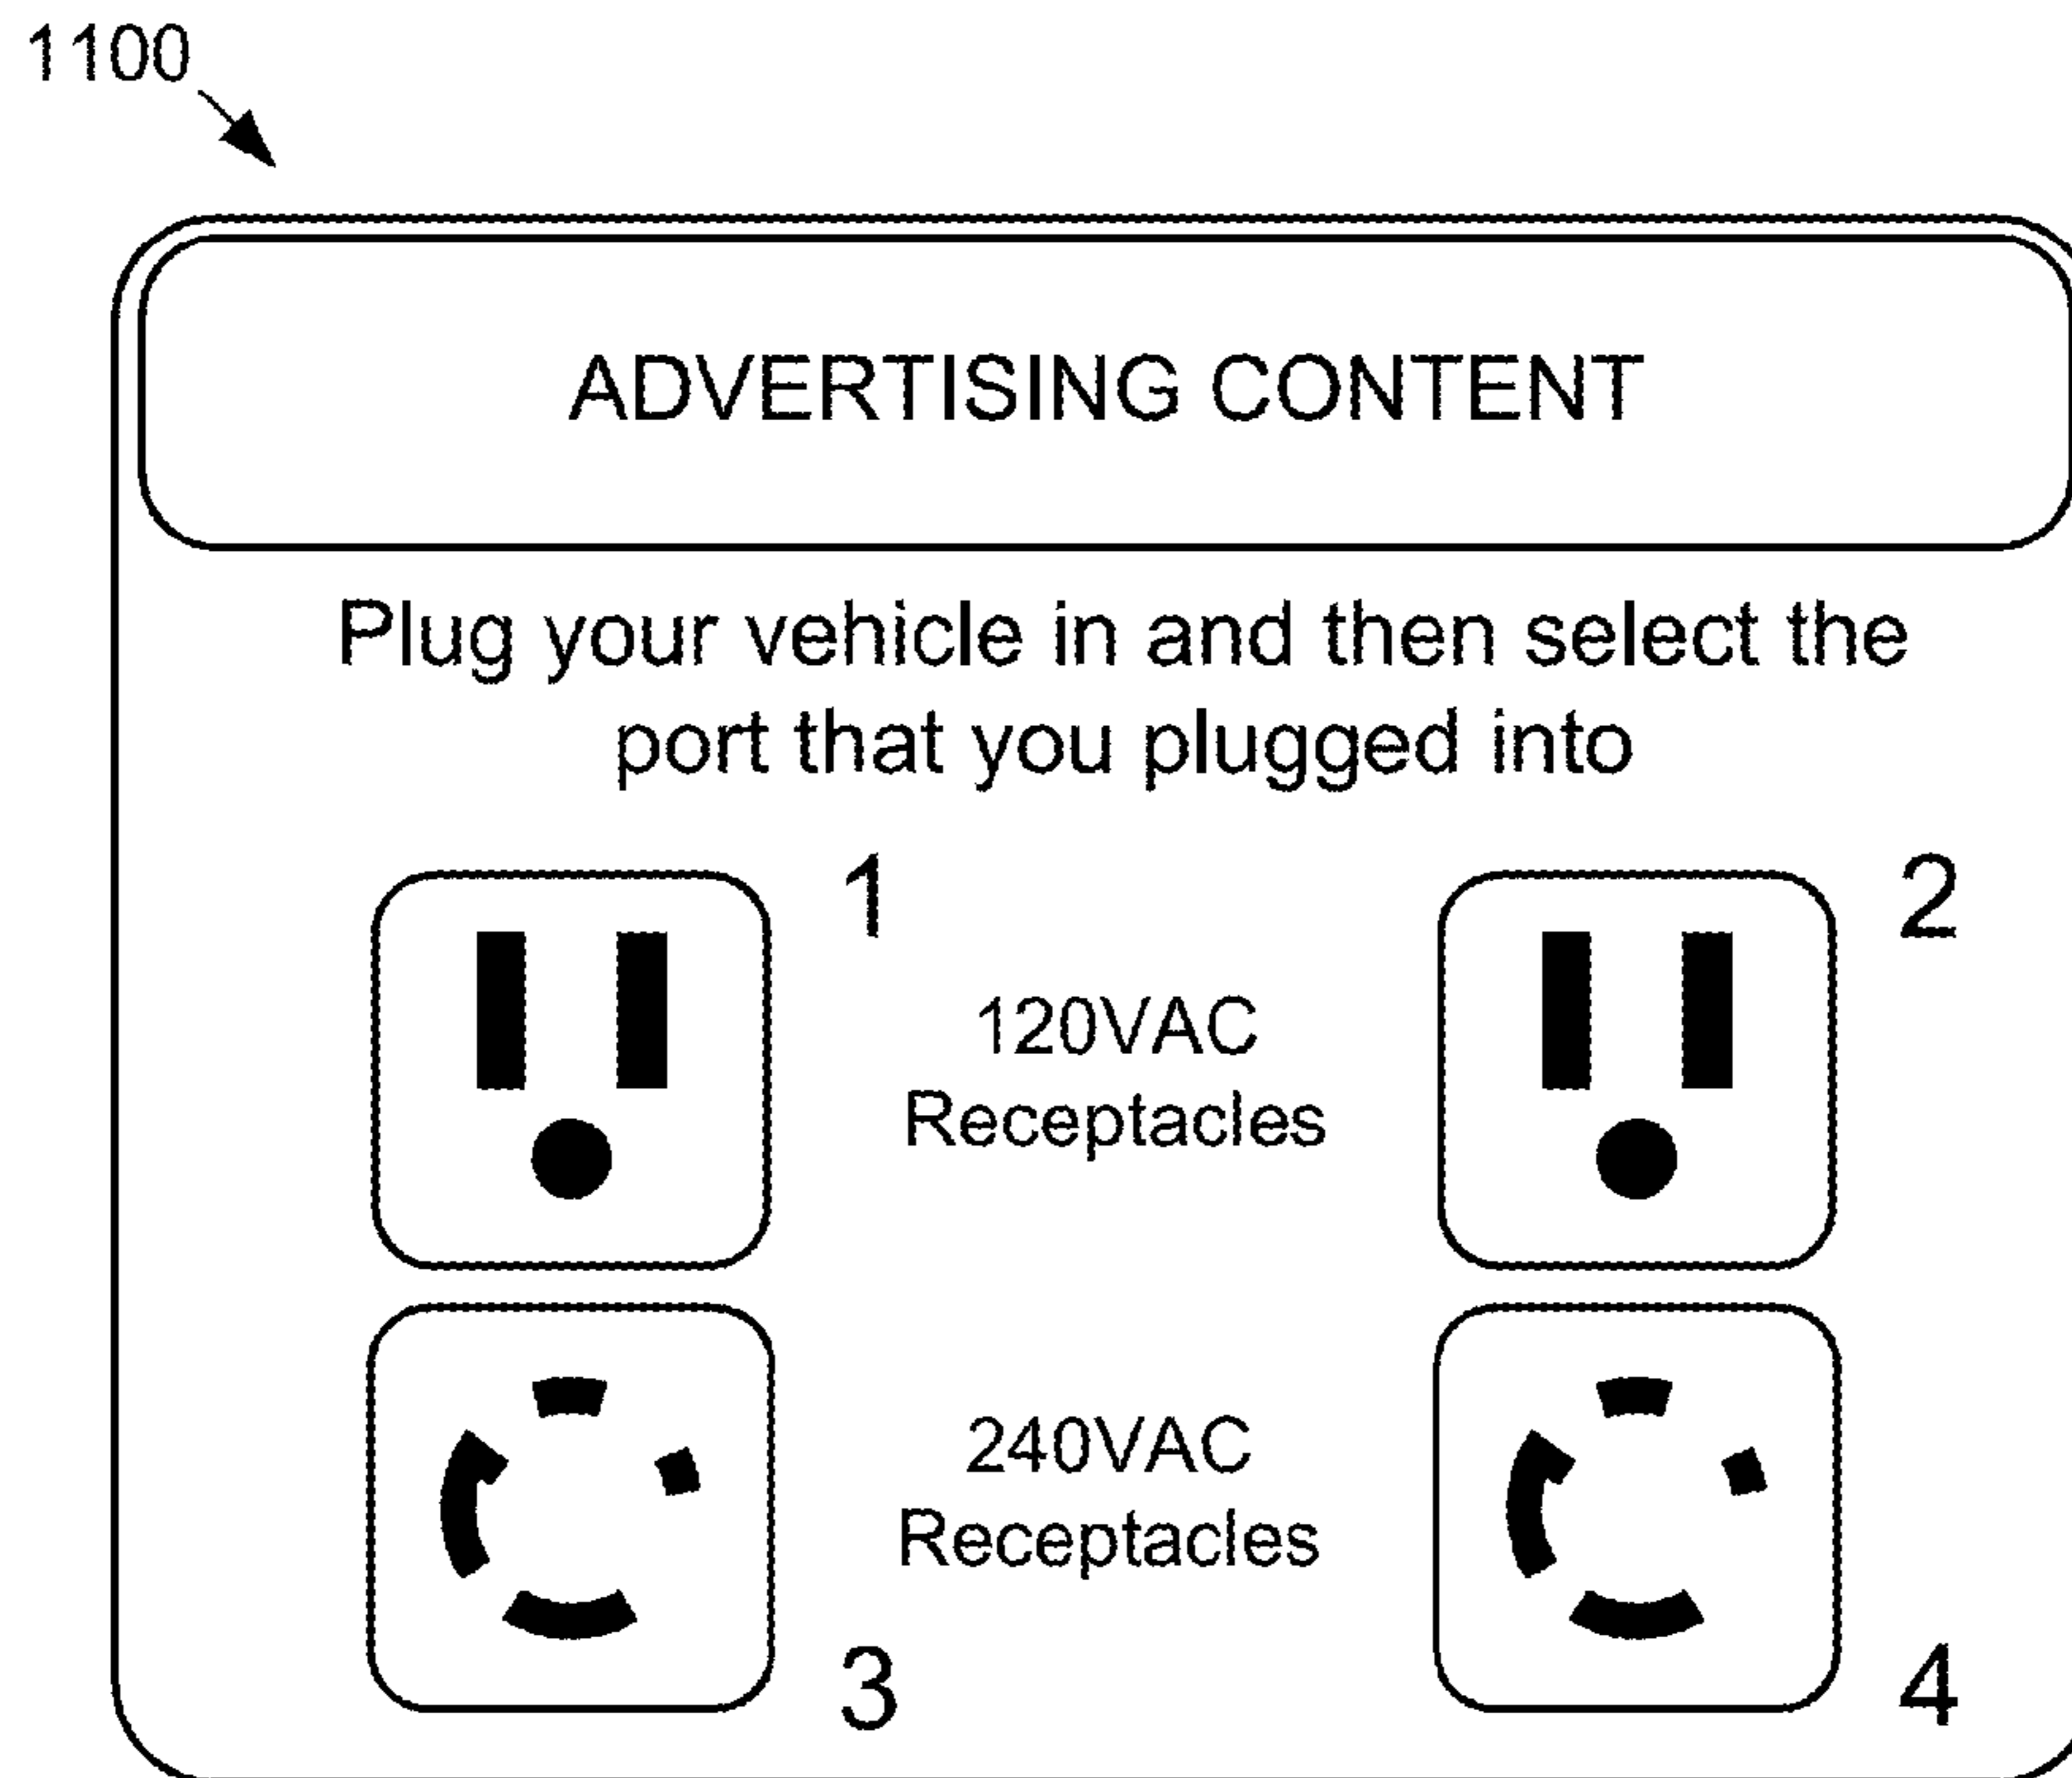 1100
ADVERTISING CONTENT
Plug your vehicle in and then select the
port that you plugged into
1
2
120VAC
Receptacles
240VAC
Receptacles
3
4